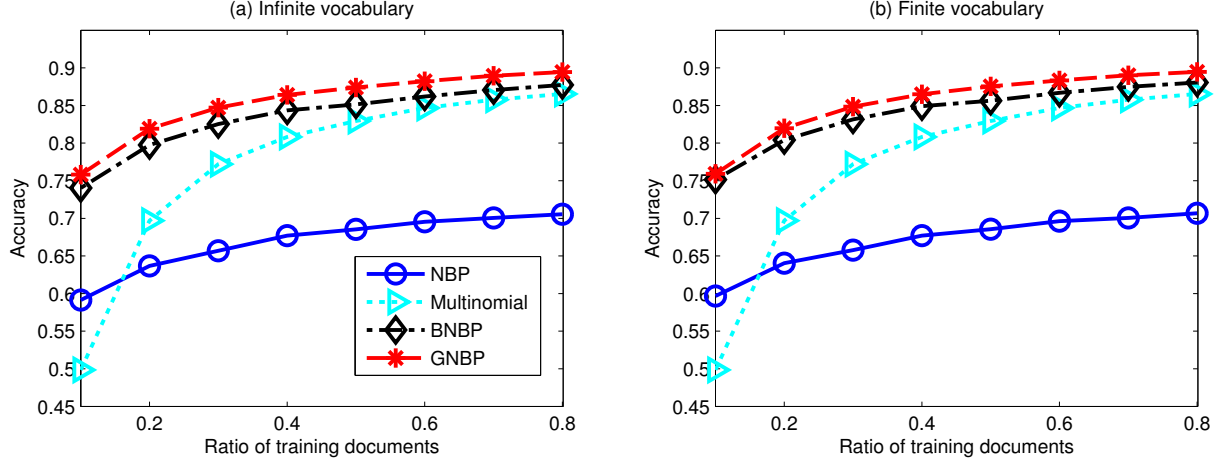 (a) Infinite vocabulary
0.9
0.85
0.8
0.75
0.7
0.65
0.6
0.55
0.5
0.45
Accuracy
NBP
Multinomial
BNBP
GNBP
0.2 0.4 0.6 0.8
Ratio of training documents
(b) Finite vocabulary
0.9
0.85
0.8
0.75
0.7
0.65
0.6
0.55
0.5
0.45
Accuracy
0.2 0.4 0.6 0.8
Ratio of training documents